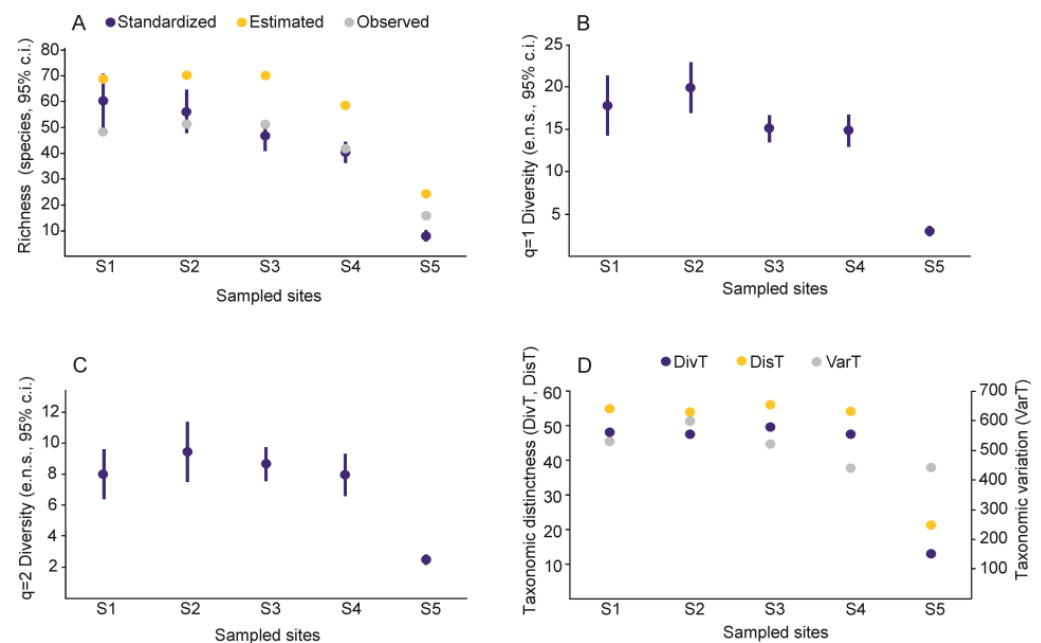 A
Standardized Estimated Observed
Richness (species, 95% c.i.)
80
70
60
50
40
30
20
10
S1 S2 S3 S4 S5
Sampled sites
B
q=1 Diversity (e.n.s., 95% c.i.)
25
20
15
10
5
S1 S2 S3 S4 S5
Sampled sites
C
q=2 Diversity (e.n.s., 95% c.i.)
12
10
8
6
4
2
S1 S2 S3 S4 S5
Sampled sites
D
DivT DisT VarT
Taxonomic distinctness (DivT, DisT)
60
50
40
30
20
10
700
600
500
400
300
200
100
Taxonomic variation (VarT)
S1 S2 S3 S4 S5
Sampled sites